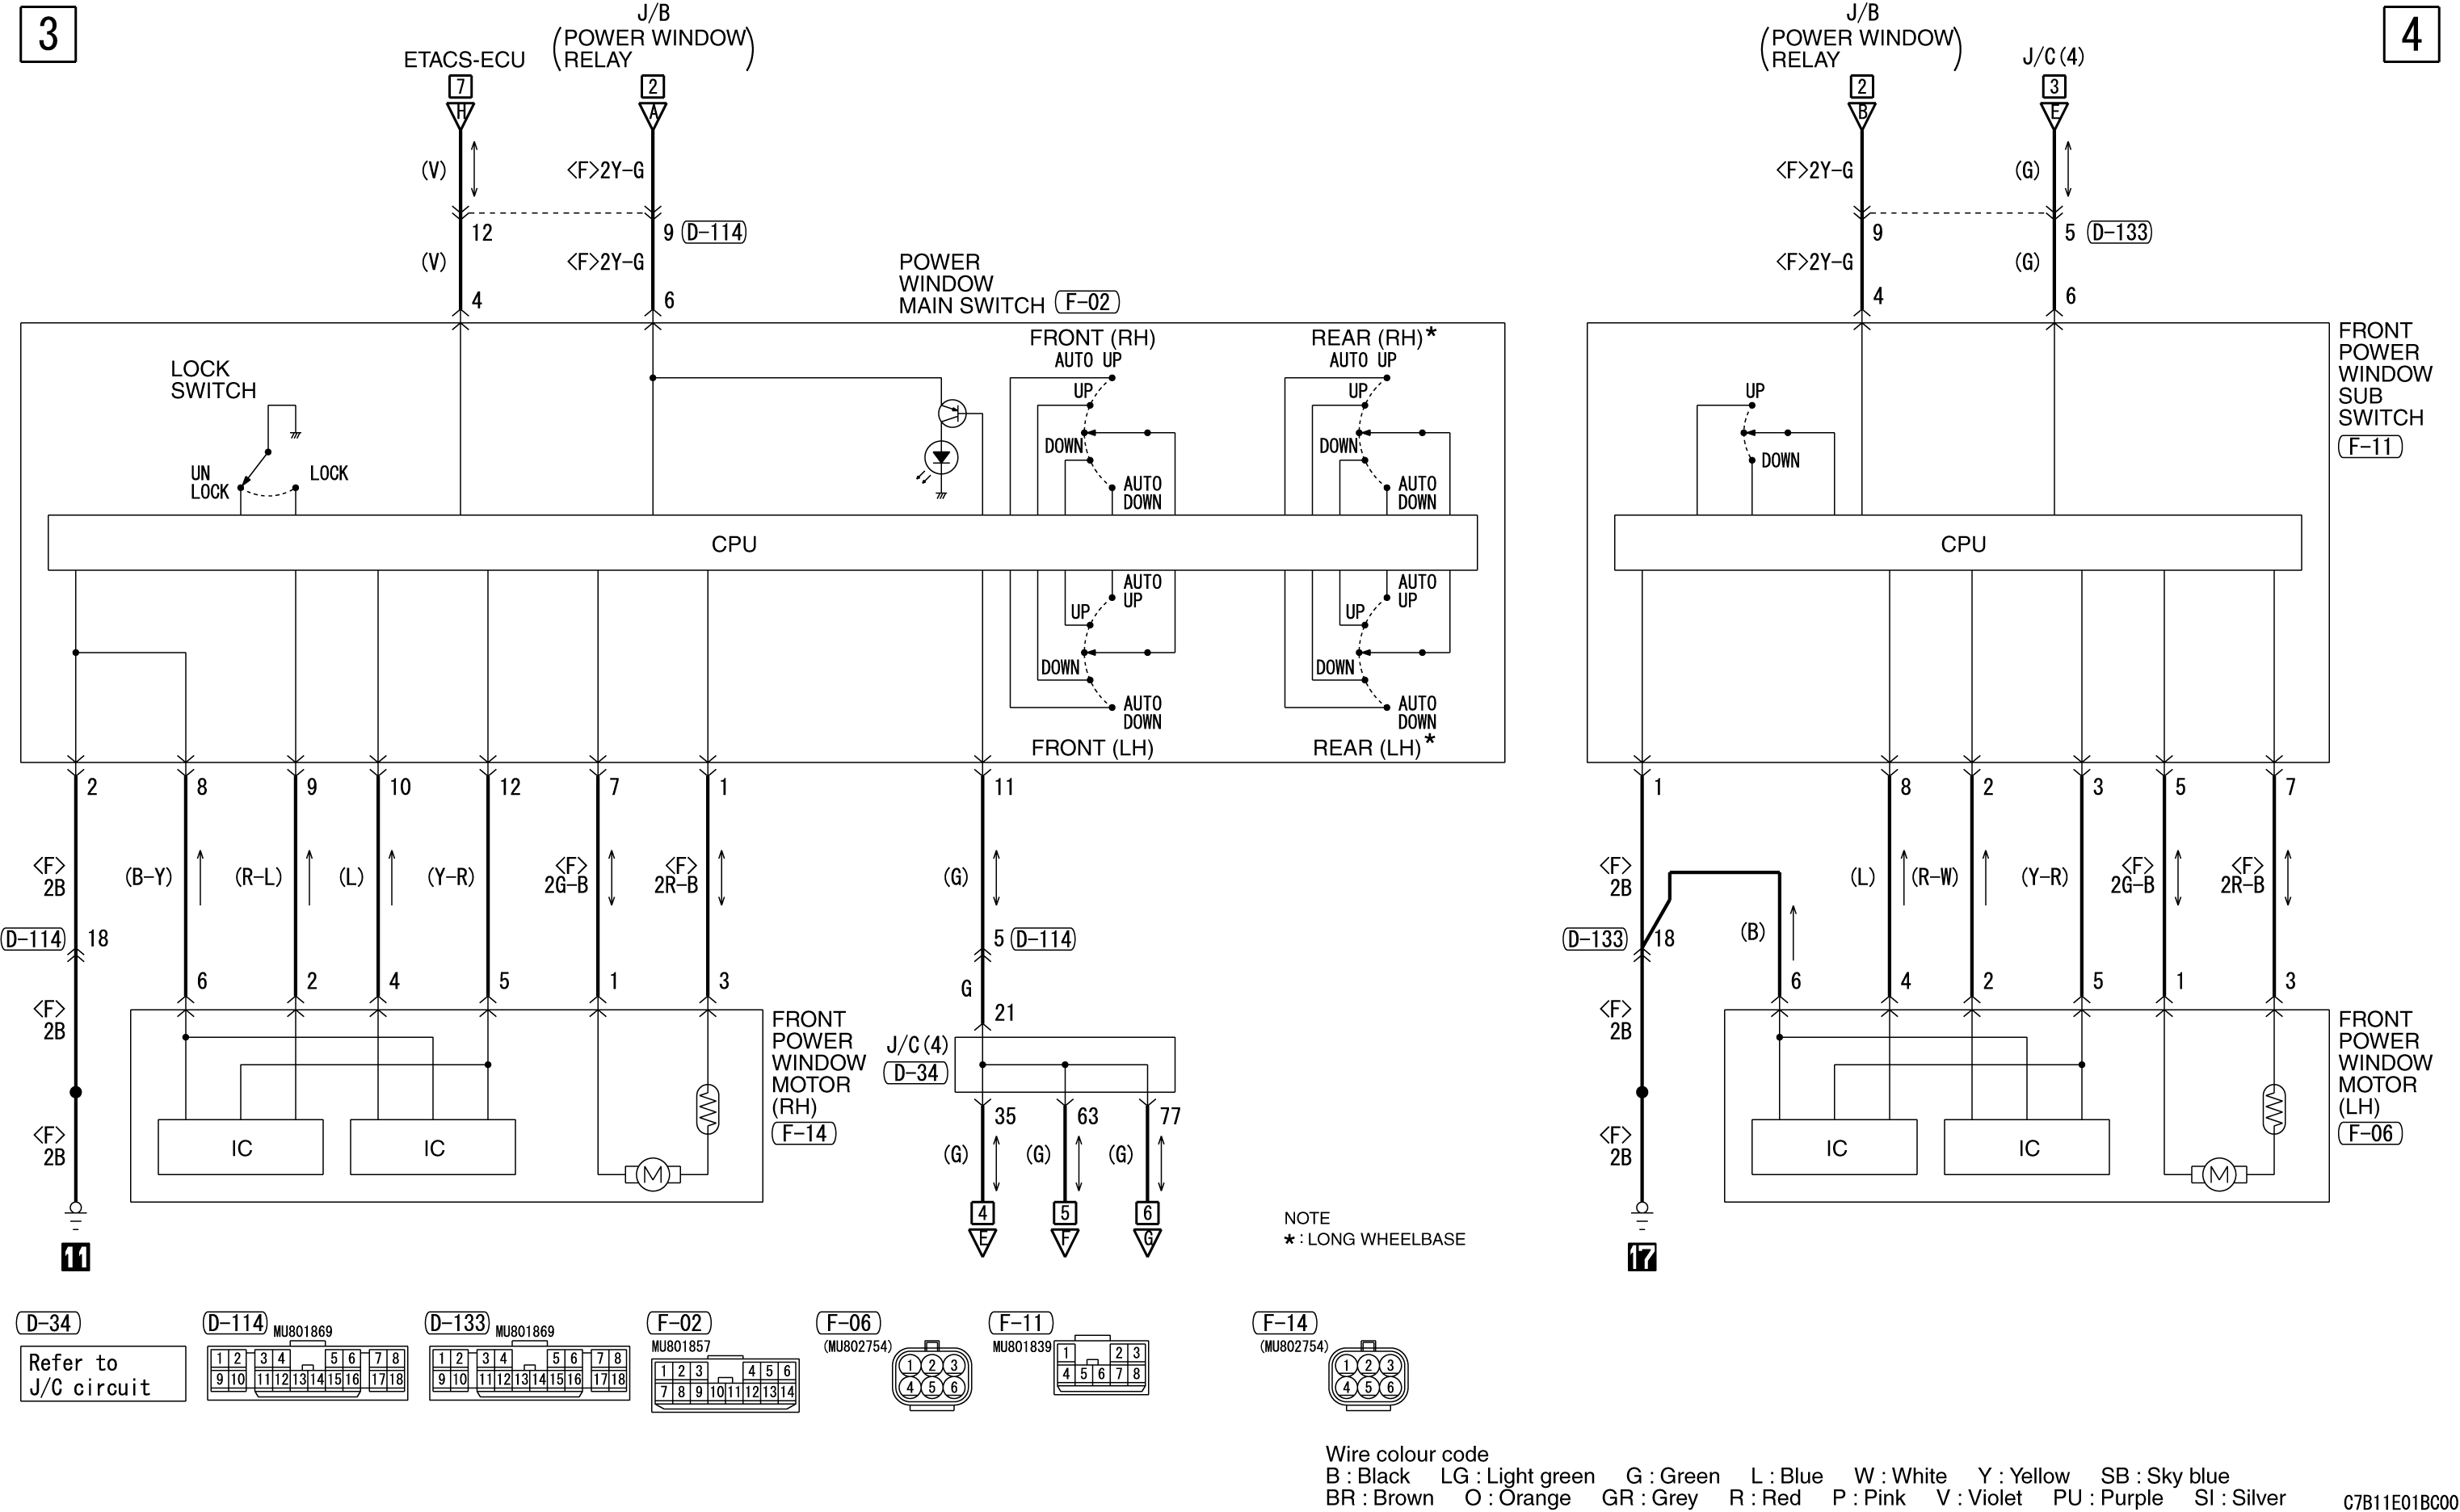 3
4
ETACS-ECU
J/B
(POWER WINDOW
RELAY)
J/B
(POWER WINDOW
RELAY)
J/C(4)
7
H
2
A
2
B
3
E
(V)
<F>2Y-G
<F>2Y-G
(G)
12
9
D-114
9
5
D-133
(V)
<F>2Y-G
<F>2Y-G
(G)
4
6
4
6
POWER
WINDOW
MAIN SWITCH
F-02
LOCK
SWITCH
UN
LOCK
LOCK
FRONT (RH)
AUTO UP
UP
DOWN
AUTO
DOWN
REAR (RH)*
AUTO UP
UP
DOWN
AUTO
DOWN
UP
DOWN
FRONT
POWER
WINDOW
SUB
SWITCH
F-11
CPU
CPU
AUTO
UP
UP
DOWN
AUTO
DOWN
FRONT (LH)
AUTO
UP
UP
DOWN
AUTO
DOWN
REAR (LH)*
2
8
9
10
12
7
1
11
1
8
2
3
5
7
<F>
2B
(B-Y)
(R-L)
(L)
(Y-R)
<F>
2G-B
<F>
2R-B
(G)
<F>
2B
(L)
(R-W)
(Y-R)
<F>
2G-B
<F>
2R-B
D-114
18
5
D-114
D-133
18
(B)
6
2
4
5
1
3
G
21
6
4
2
5
1
3
<F>
2B
<F>
2B
FRONT
POWER
WINDOW
MOTOR
(RH)
F-14
J/C(4)
D-34
FRONT
POWER
WINDOW
MOTOR
(LH)
F-06
<F>
2B
IC
IC
M
35
63
77
(G)
(G)
(G)
<F>
2B
IC
IC
M
4
E
5
F
6
G
NOTE
* : LONG WHEELBASE
11
17
D-34
Refer to
J/C circuit
D-114
MU801869
1 2 3 4 5 6 7 8
9 10 11 12 13 14 15 16 17 18
D-133
MU801869
1 2 3 4 5 6 7 8
9 10 11 12 13 14 15 16 17 18
F-02
MU801857
1 2 3 4 5 6
7 8 9 10 11 12 13 14
F-06
(MU802754)
1 2 3
4 5 6
F-11
MU801839
1 2 3
4 5 6 7 8
F-14
(MU802754)
1 2 3
4 5 6
Wire colour code
B : Black LG : Light green G : Green L : Blue W : White Y : Yellow SB : Sky blue
BR : Brown O : Orange GR : Grey R : Red P : Pink V : Violet PU : Purple SI : Silver
C7B11E01BC00